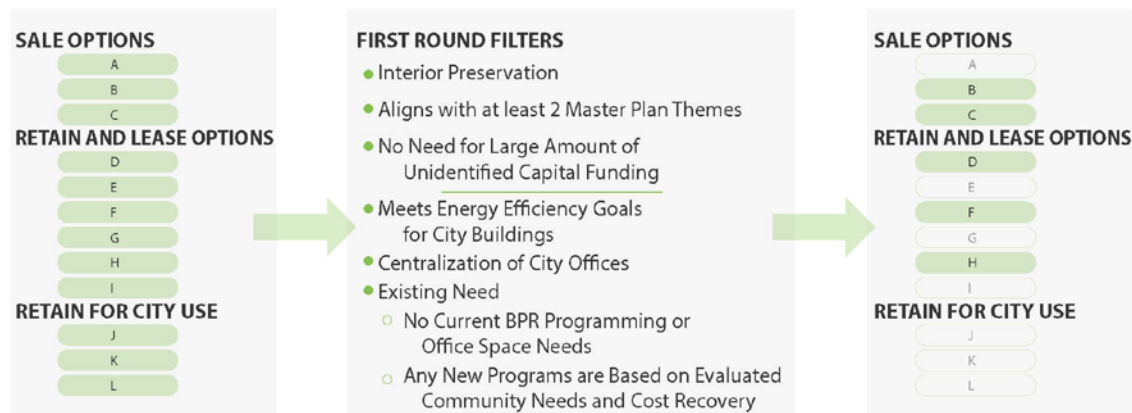 SALE OPTIONS
A
B
C
RETAIN AND LEASE OPTIONS
D
E
F
G
H
I
RETAIN FOR CITY USE
J
K
L
FIRST ROUND FILTERS
Interior Preservation
Aligns with at least 2 Master Plan Themes
No Need for Large Amount of
Unidentified Capital Funding
Meets Energy Efficiency Goals
for City Buildings
Centralization of City Offices
Existing Need
No Current BPR Programming or
Office Space Needs
Any New Programs are Based on Evaluated
Community Needs and Cost Recovery
SALE OPTIONS
A
B
C
RETAIN AND LEASE OPTIONS
D
E
F
G
H
I
RETAIN FOR CITY USE
J
K
L